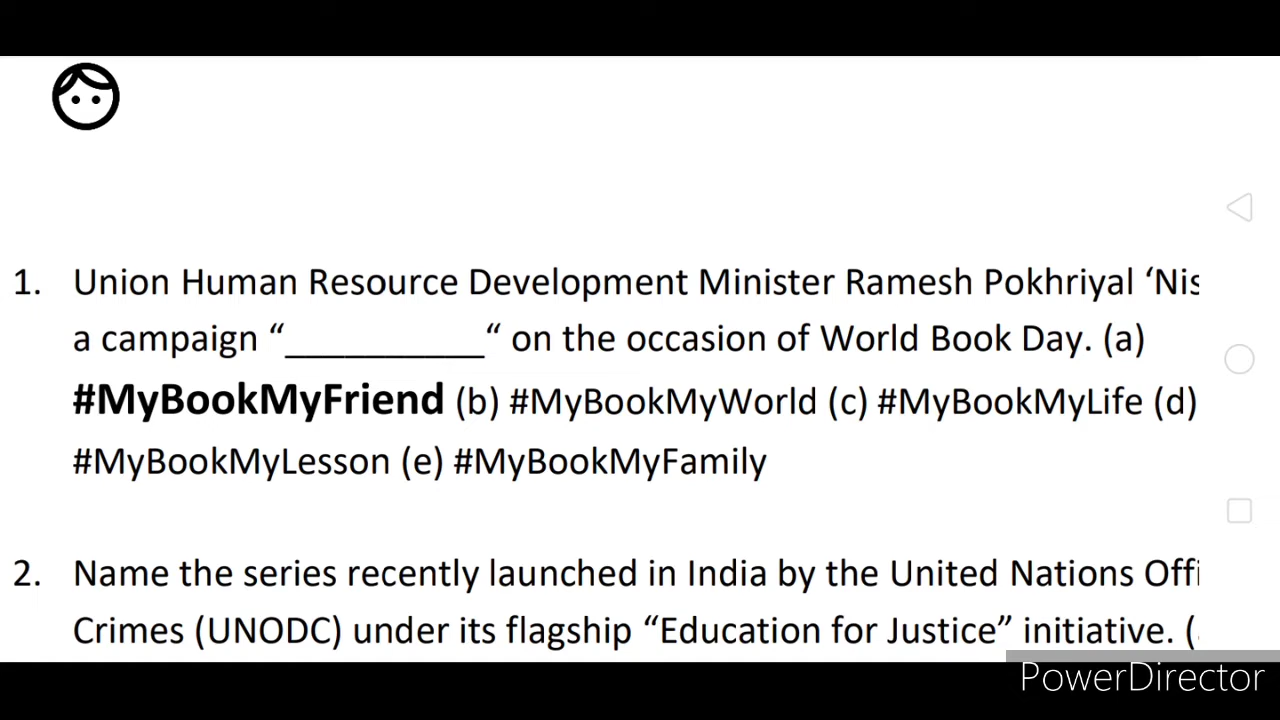 1. Union Human Resource Development Minister Ramesh Pokhriyal ‘Nis
a campaign “___________“ on the occasion of World Book Day. (a)
#MyBookMyFriend (b) #MyBookMyWorld (c) #MyBookMyLife (d)
#MyBookMyLesson (e) #MyBookMyFamily
2. Name the series recently launched in India by the United Nations Offi
Crimes (UNODC) under its flagship “Education for Justice” initiative. (
PowerDirector